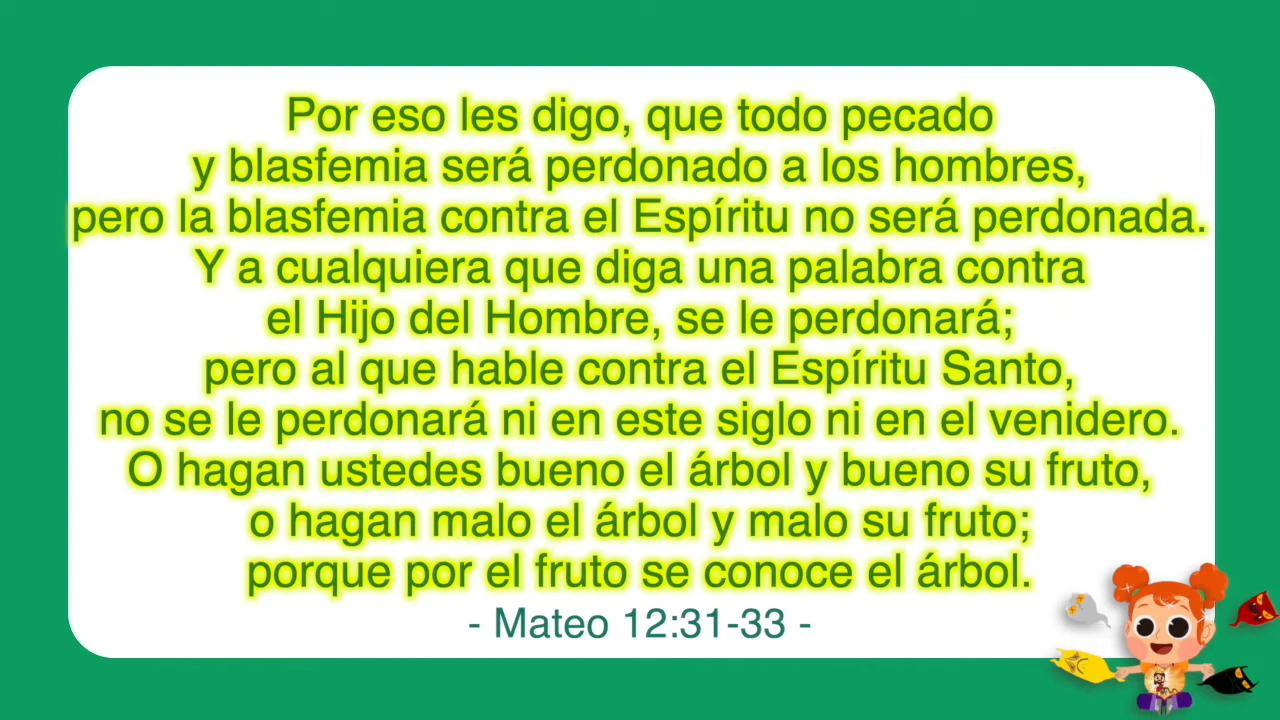 Por eso les digo, que todo pecado
y blasfemia será perdonado a los hombres,
pero la blasfemia contra el Espíritu no será perdonada.
Y a cualquiera que diga una palabra contra
el Hijo del Hombre, se le perdonará;
pero al que hable contra el Espíritu Santo,
no se le perdonará ni en este siglo ni en el venidero.
O hagan ustedes bueno el árbol y bueno su fruto,
o hagan malo el árbol y malo su fruto;
porque por el fruto se conoce el árbol.
- Mateo 12:31-33 -